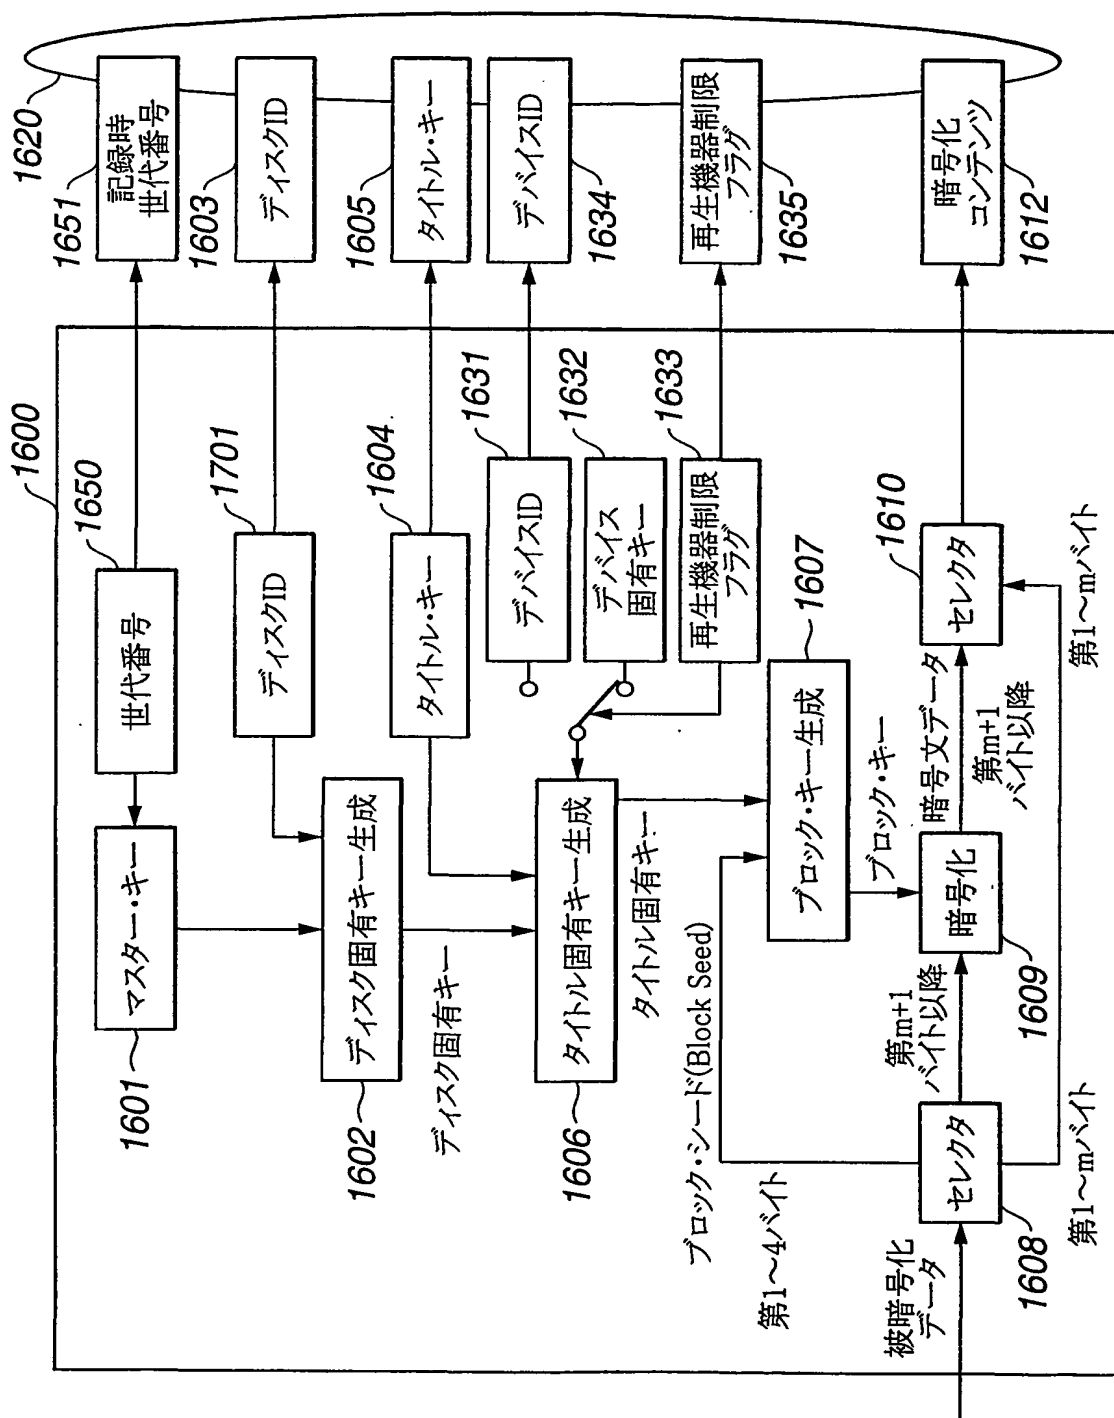 1600
1620
1650
世代番号
1651
記録時
世代番号
マスター・キー
1601
1701
ディスクID
1603
ディスクID
ディスク固有キー生成
1602
ディスク固有キー
1604
タイトル・キー
1605
タイトル・キー
1631
デバイスID
デバイスID
1634
1632
デバイス
固有キー
1633
再生機器制限
フラグ
再生機器制限
フラグ
1635
タイトル固有キー生成
1606
タイトル固有キー
1607
ブロック・キー生成
ブロック・キー
ブロック・シード(Block Seed)
第1〜4バイト
被暗号化
データ
セレクタ
1608
第m+1
バイト以降
暗号化
1609
暗号文データ
第m+1
バイト以降
1610
セレクタ
暗号化
コンテンツ
1612
第1〜mバイト
第1〜mバイト